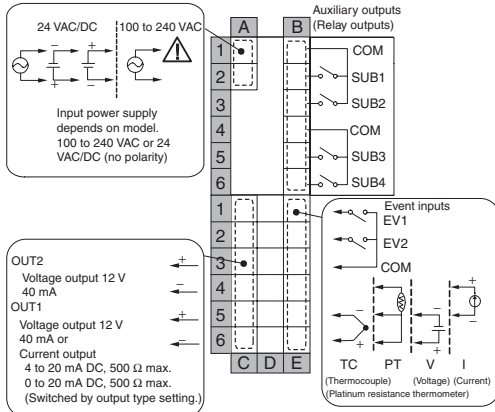 24 VAC/DC
100 to 240 VAC
− +
+ −
Input power supply
depends on model.
100 to 240 VAC or 24
VAC/DC (no polarity)
A B
1
2
3
4
5
6
1
2
3
4
5
6
C D E
Auxiliary outputs
(Relay outputs)
COM
SUB1
SUB2
COM
SUB3
SUB4
OUT2 +
Voltage output 12 V
40 mA −
OUT1 +
Voltage output 12 V
40 mA or −
Current output
4 to 20 mA DC, 500 Ω max.
0 to 20 mA DC, 500 Ω max.
(Switched by output type setting.)
Event inputs
EV1
EV2
COM
− − +
+ + −
TC PT V I
(Thermocouple) (Voltage) (Current)
(Platinum resistance thermometer)